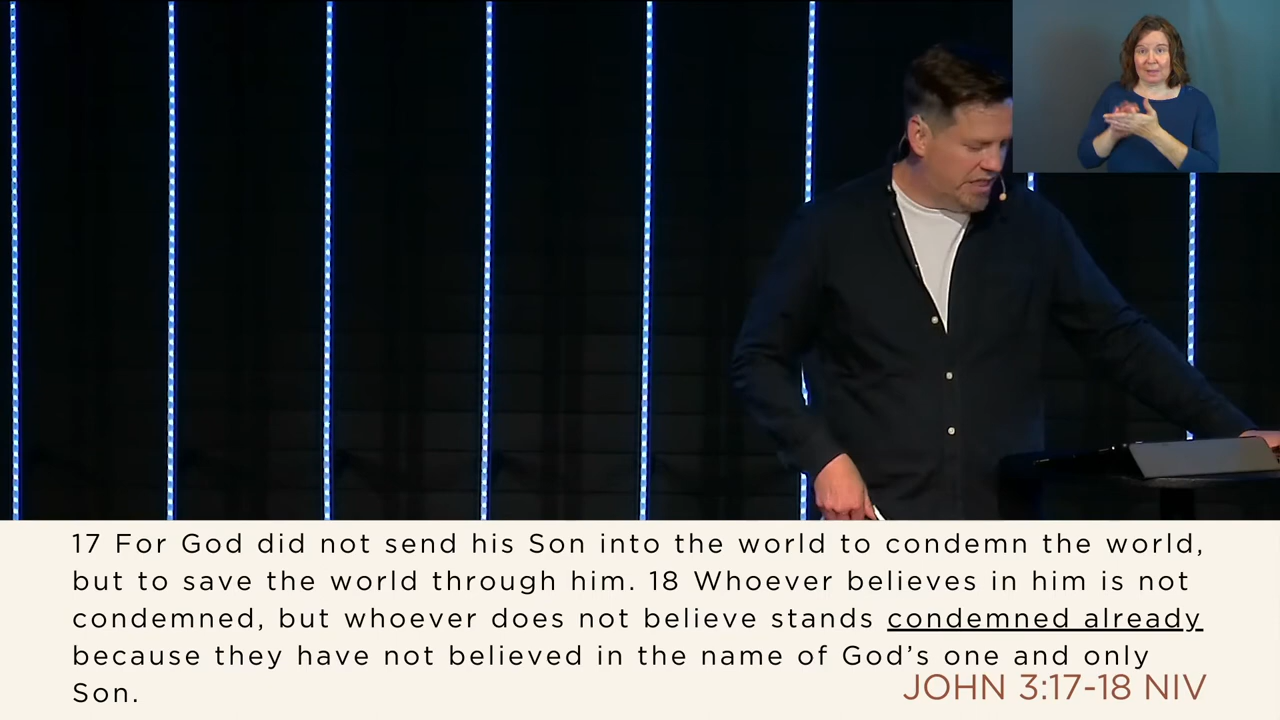 17 For God did not send his Son into the world to condemn the world,
but to save the world through him. 18 Whoever believes in him is not
condemned, but whoever does not believe stands condemned already
because they have not believed in the name of God’s one and only
Son.
JOHN 3:17-18 NIV